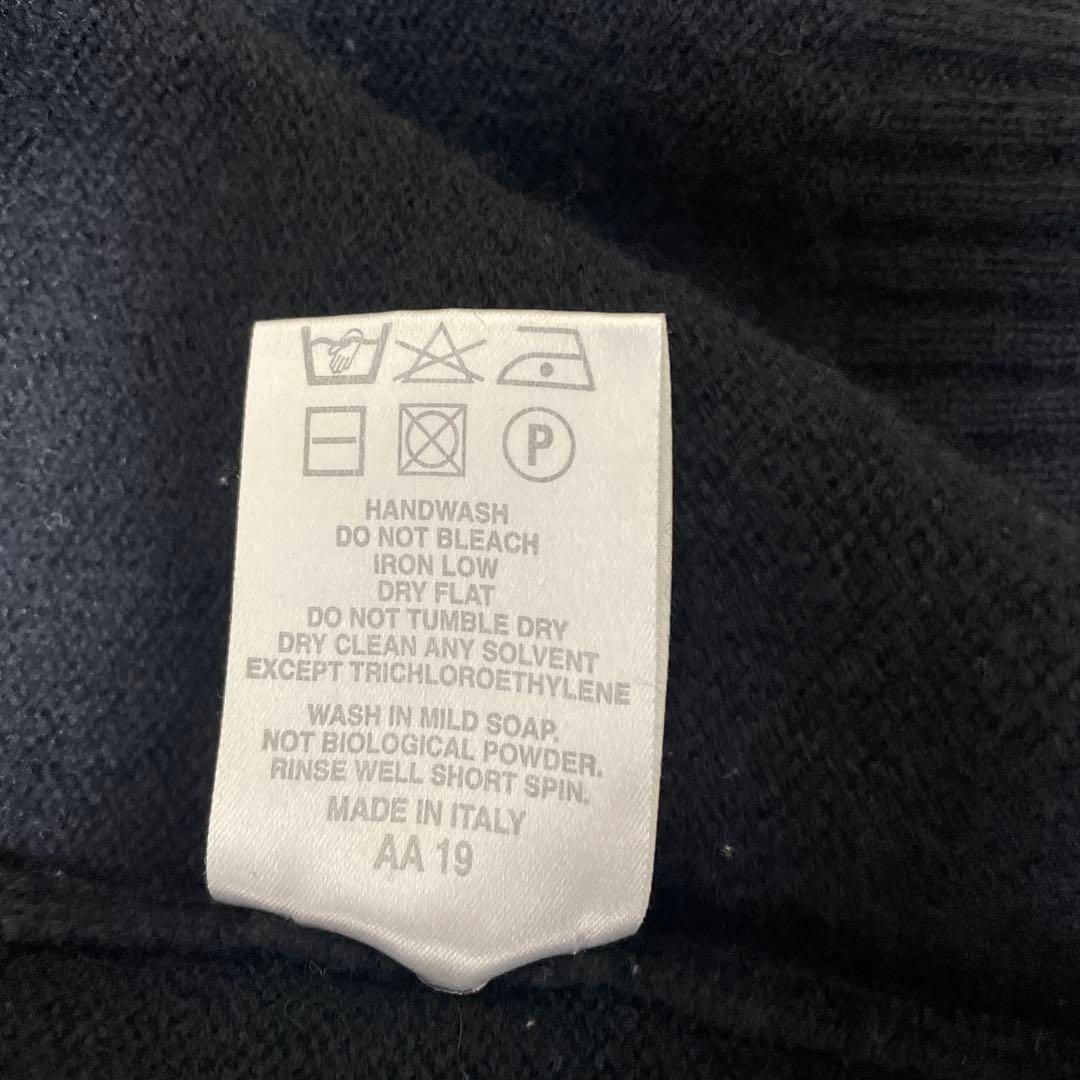 P
HANDWASH
DO NOT BLEACH
IRON LOW
DRY FLAT
DO NOT TUMBLE DRY
DRY CLEAN ANY SOLVENT
EXCEPT TRICHLOROETHYLENE
WASH IN MILD SOAP.
NOT BIOLOGICAL POWDER.
RINSE WELL SHORT SPIN.
MADE IN ITALY
AA 19